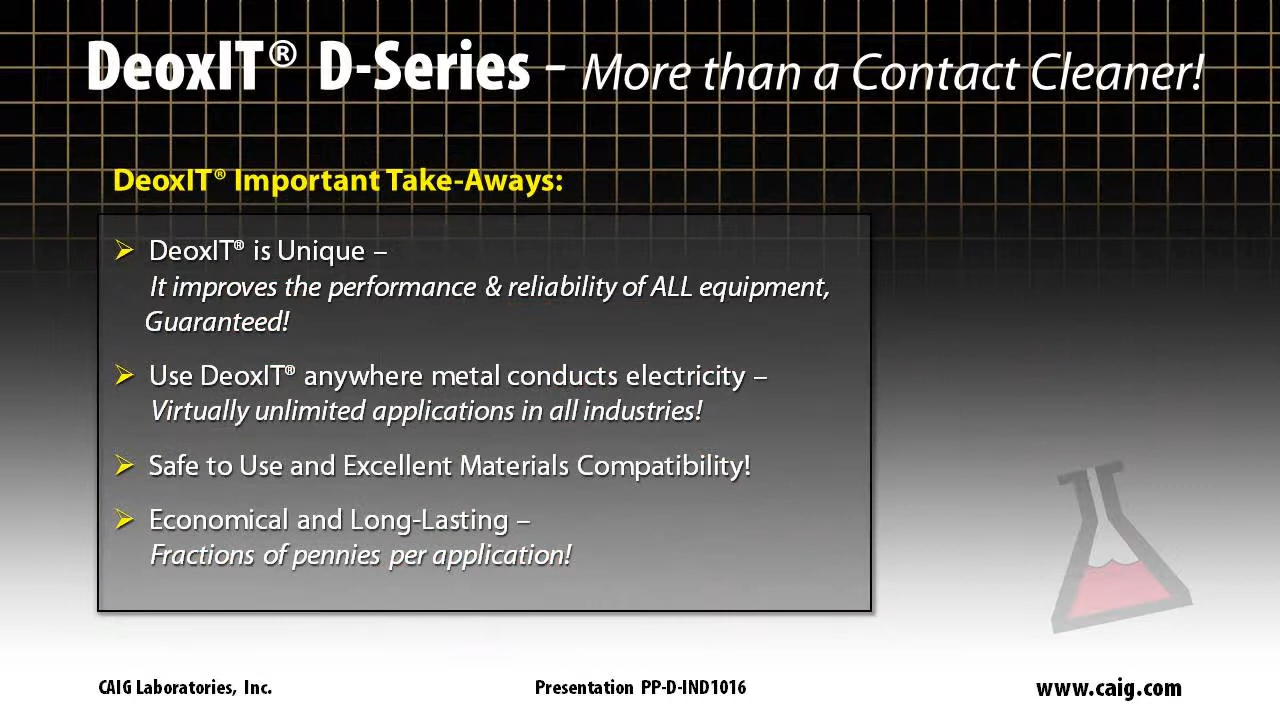 DeoxIT® D-Series – More than a Contact Cleaner!
DeoxIT® Important Take-Aways:
DeoxIT® is Unique –
It improves the performance & reliability of ALL equipment,
Guaranteed!
Use DeoxIT® anywhere metal conducts electricity –
Virtually unlimited applications in all industries!
Safe to Use and Excellent Materials Compatibility!
Economical and Long-Lasting –
Fractions of pennies per application!
CAIG Laboratories, Inc.
Presentation PP-D-IND1016
www.caig.com